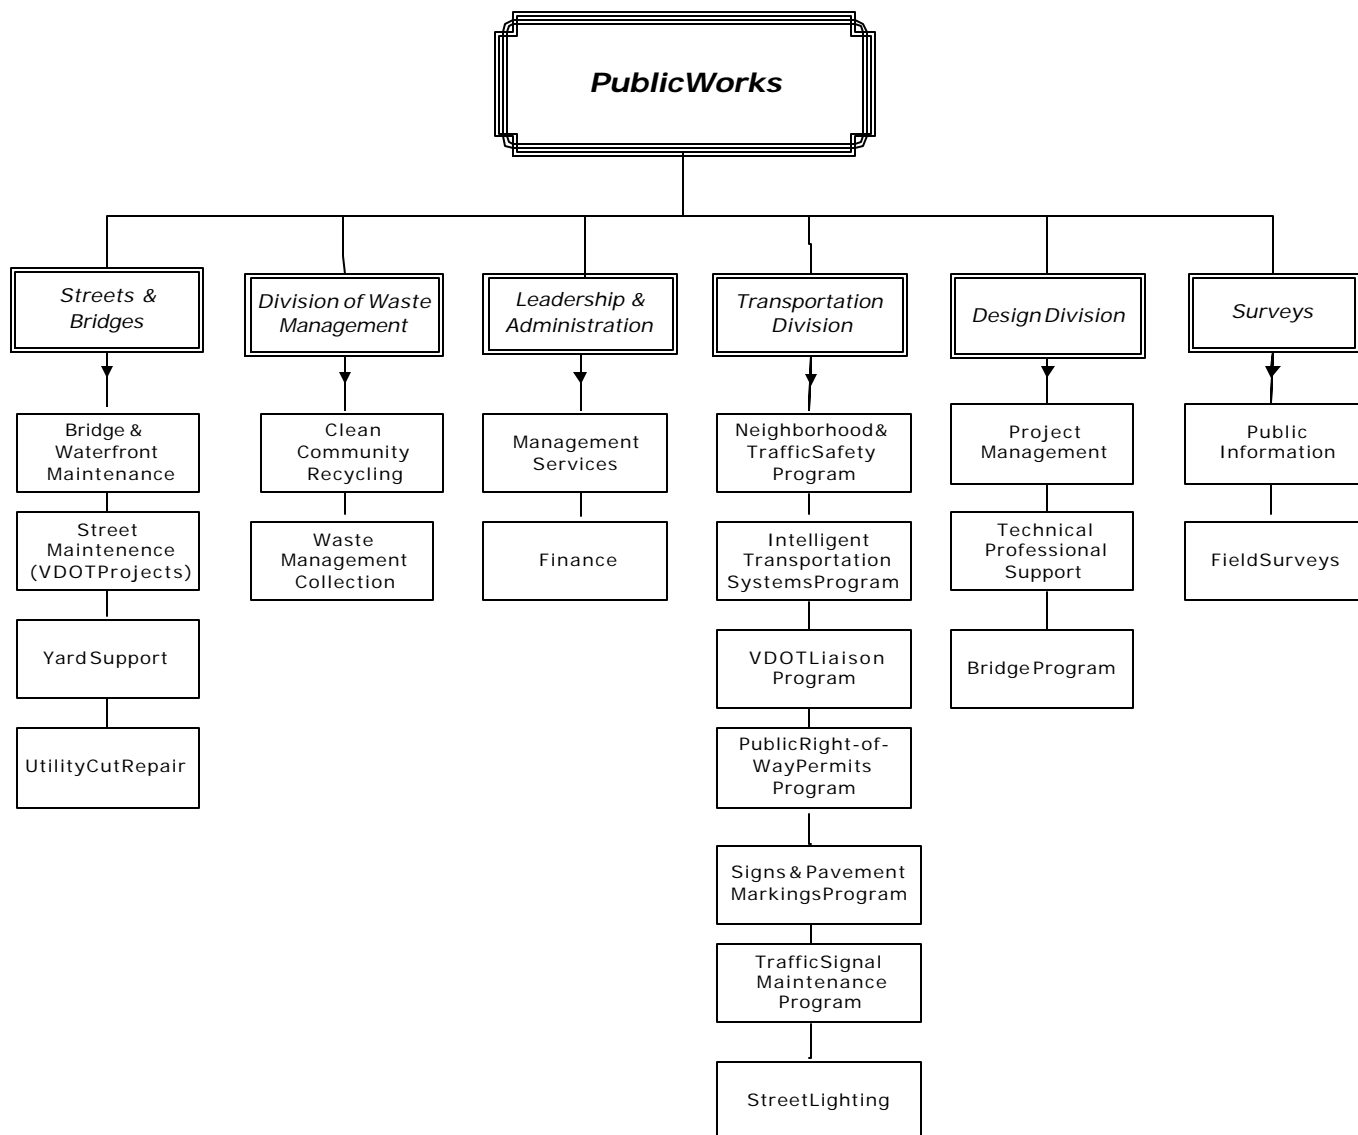 PublicWorks
Streets &
Bridges
Division of Waste
Management
Leadership &
Administration
Transportation
Division
Design Division
Surveys
Bridge &
Waterfront
Maintenance
Street
Maintenence
(VDOTProjects)
Yard Support
UtilityCutRepair
Clean
Community
Recycling
Waste
Management
Collection
Management
Services
Finance
Neighborhood&
TrafficSafety
Program
Intelligent
Transportation
SystemsProgram
VDOTLiaison
Program
PublicRight-of-
WayPermits
Program
Signs & Pavement
MarkingsProgram
TrafficSignal
Maintenance
Program
StreetLighting
Project
Management
Technical
Professional
Support
BridgeProgram
Public
Information
FieldSurveys